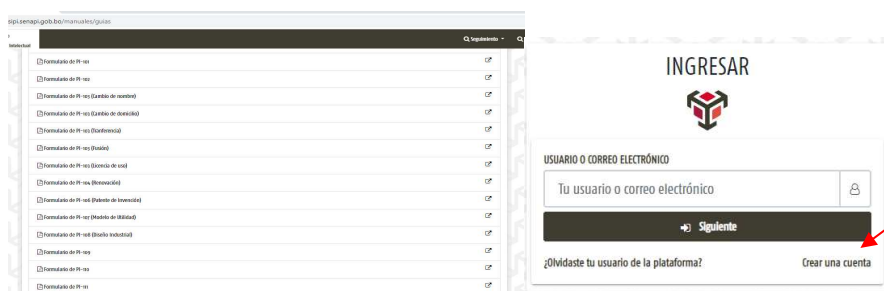 sipi.senapi.gob.bo/manuales/guias
Intelectual
Seguimiento
Formulario de PI-101
Formulario de PI-102
Formulario de PI-103 (Cambio de nombre)
Formulario de PI-103 (Cambio de domicilio)
Formulario de PI-103 (Tranferencia)
Formulario de PI-103 (Fusión)
Formulario de PI-103 (Licencia de uso)
Formulario de PI-104 (Renovación)
Formulario de PI-106 (Patente de Invención)
Formulario de PI-107 (Modelo de Utilidad)
Formulario de PI-108 (Diseño Industrial)
Formulario de PI-109
Formulario de PI-110
Formulario de PI-111
INGRESAR
USUARIO O CORREO ELECTRÓNICO
Tu usuario o correo electrónico
Siguiente
¿Olvidaste tu usuario de la plataforma? Crear una cuenta